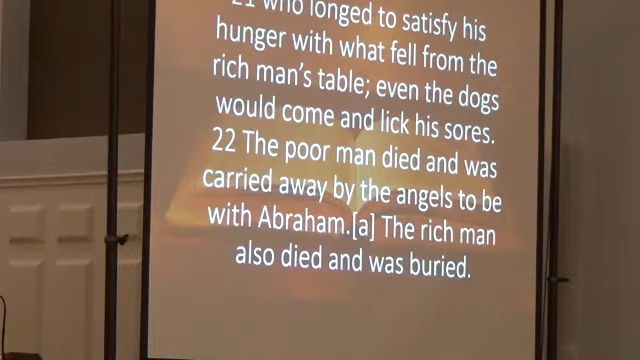 21 who longed to satisfy his
hunger with what fell from the
rich man's table; even the dogs
would come and lick his sores.
22 The poor man died and was
carried away by the angels to be
with Abraham.[a] The rich man
also died and was buried.